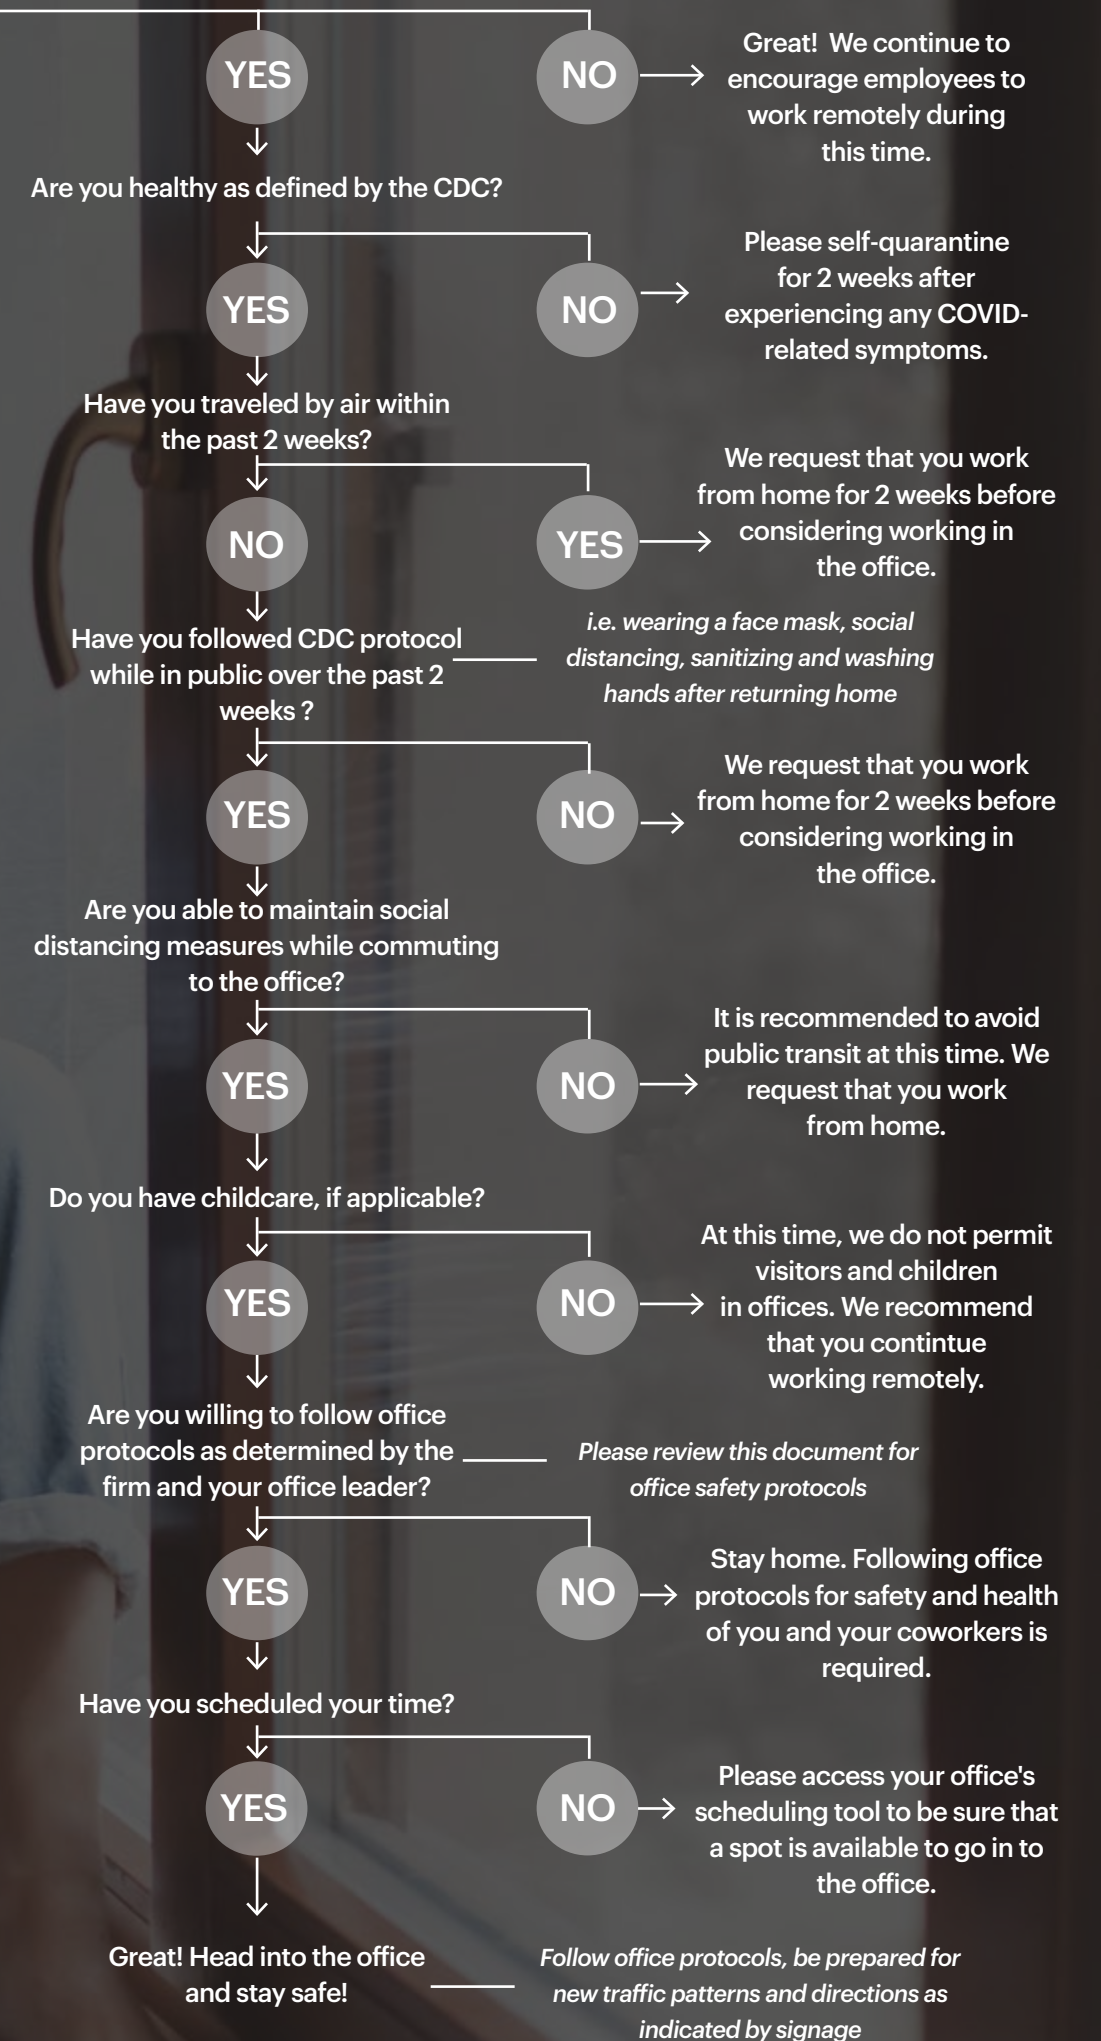 YES
NO
Great!  We continue to
encourage employees to
work remotely during
this time.
Are you healthy as defined by the CDC?
YES
NO
Please self-quarantine
for 2 weeks after
experiencing any COVID-
related symptoms.
Have you traveled by air within
the past 2 weeks?
NO
YES
We request that you work
from home for 2 weeks before
considering working in
the office.
Have you followed CDC protocol
while in public over the past 2
weeks ?
i.e. wearing a face mask, social
distancing, sanitizing and washing
hands after returning home
YES
NO
We request that you work
from home for 2 weeks before
considering working in
the office.
Are you able to maintain social
distancing measures while commuting
to the office?
YES
NO
It is recommended to avoid
public transit at this time. We
request that you work
from home.
Do you have childcare, if applicable?
YES
NO
At this time, we do not permit
visitors and children
in offices. We recommend
that you contintue
working remotely.
Are you willing to follow office
protocols as determined by the
firm and your office leader?
Please review this document for
office safety protocols
YES
NO
Stay home. Following office
protocols for safety and health
of you and your coworkers is
required.
Have you scheduled your time?
YES
NO
Please access your office's
scheduling tool to be sure that
a spot is available to go in to
the office.
Great! Head into the office
and stay safe!
Follow office protocols, be prepared for
new traffic patterns and directions as
indicated by signage